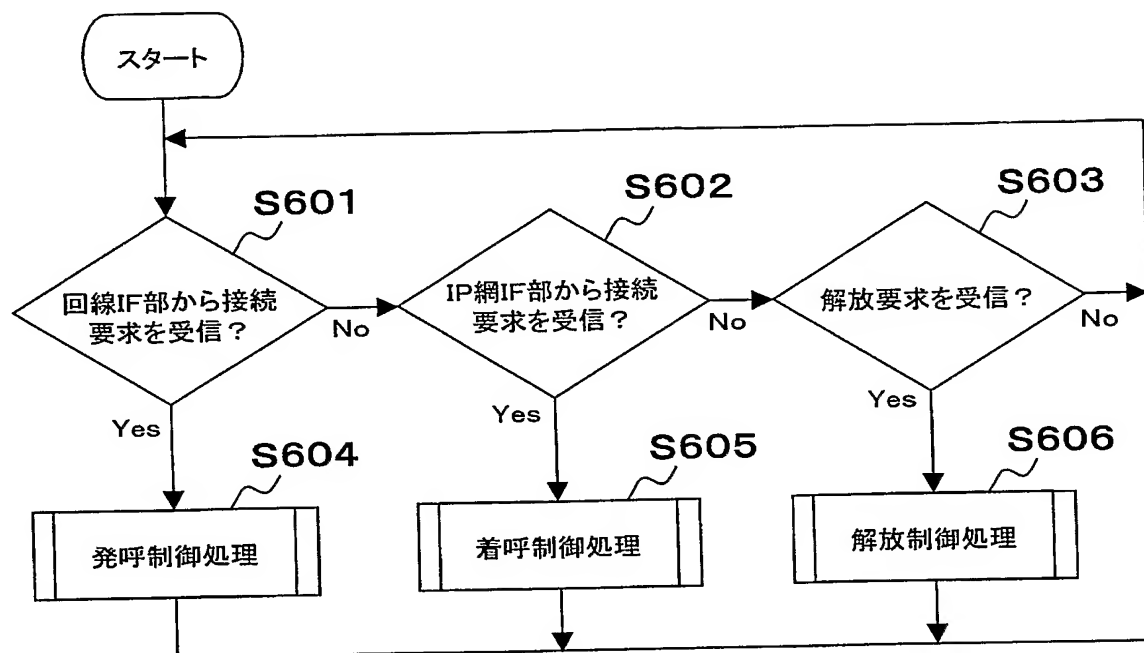 スタート
S601
S602
S603
回線IF部から接続
要求を受信？
No
IP網IF部から接続
要求を受信？
No
解放要求を受信？
No
Yes
Yes
Yes
S604
S605
S606
発呼制御処理
着呼制御処理
解放制御処理